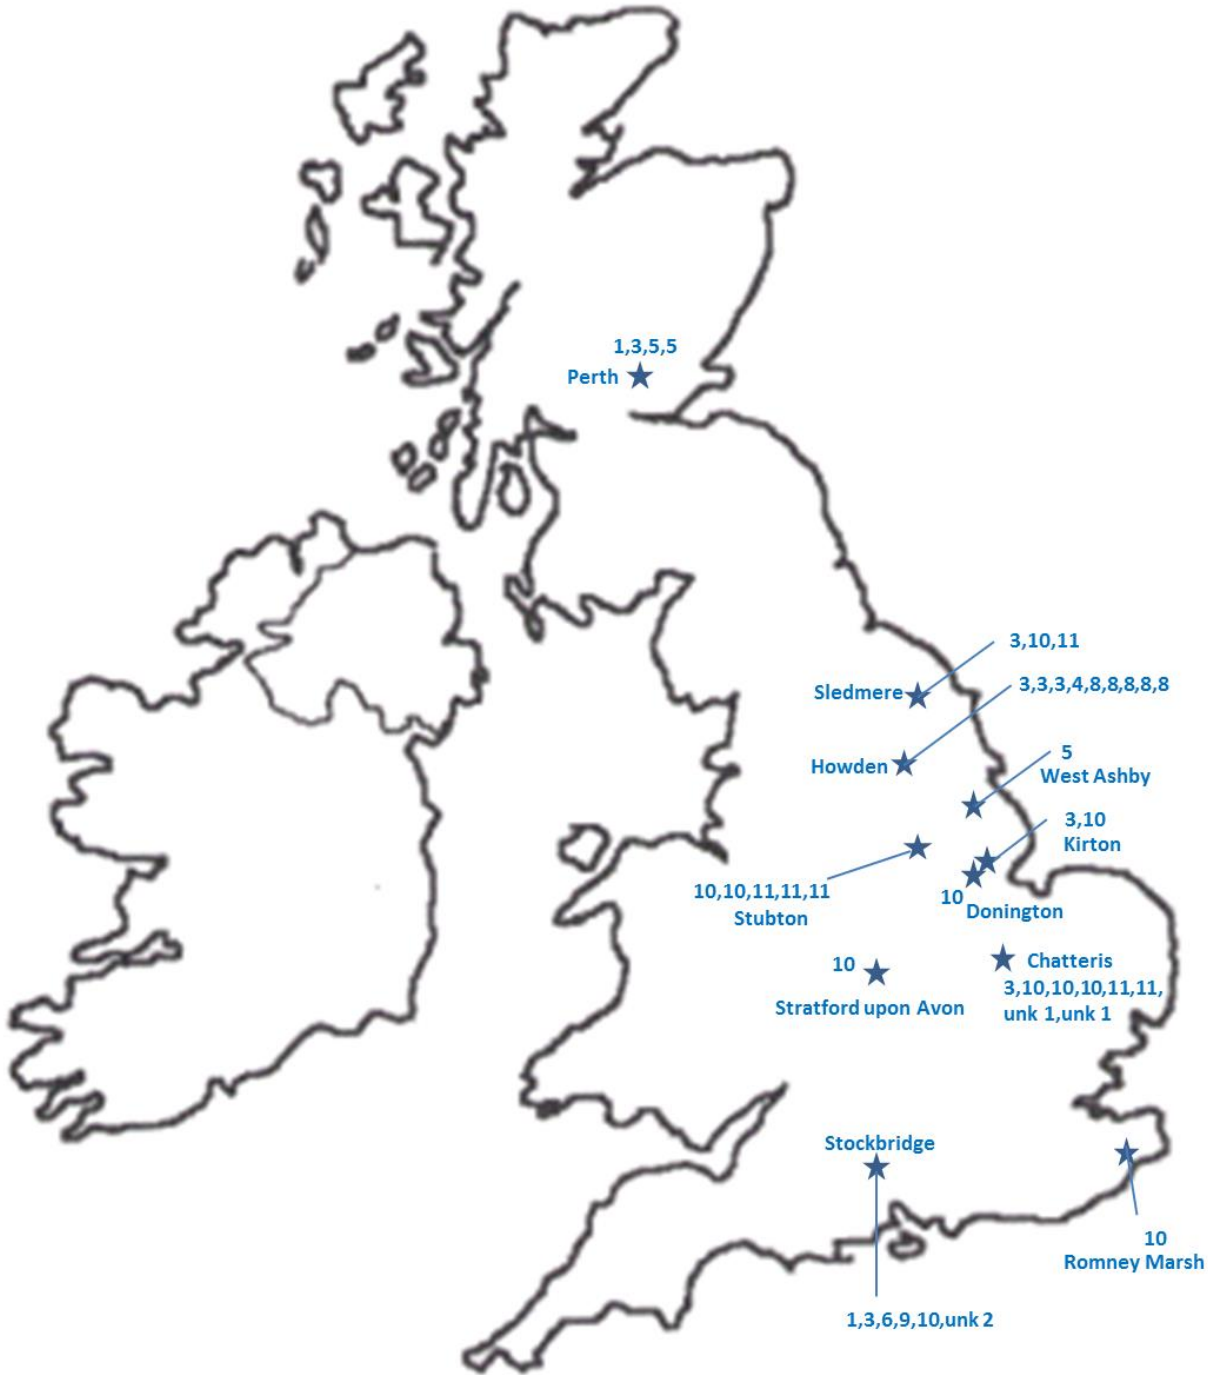 1,3,5,5
Perth
3,10,11
Sledmere
3,3,3,4,8,8,8,8,8
Howden
5
West Ashby
3,10
Kirton
10,10,11,11,11
Stubton
10
Donington
10
Stratford upon Avon
Chatteris
3,10,10,10,11,11,
unk 1,unk 1
Stockbridge
1,3,6,9,10,unk 2
10
Romney Marsh